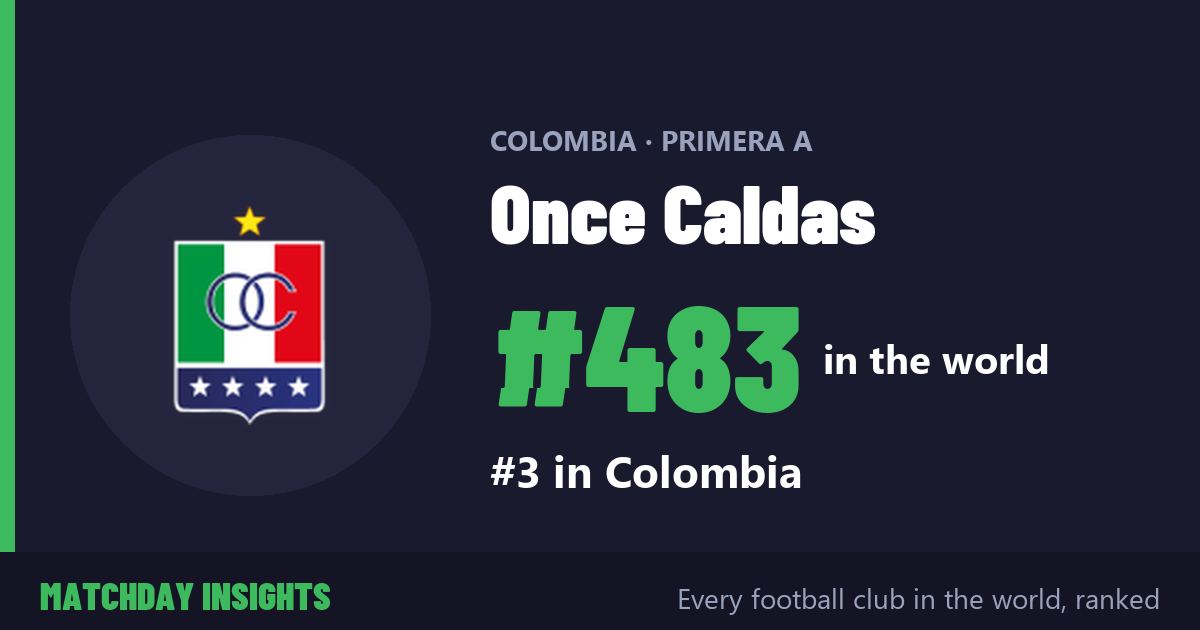 COLOMBIA · PRIMERA A
Once Caldas
OC
#483 in the world
#3 in Colombia
MATCHDAY INSIGHTS
Every football club in the world, ranked